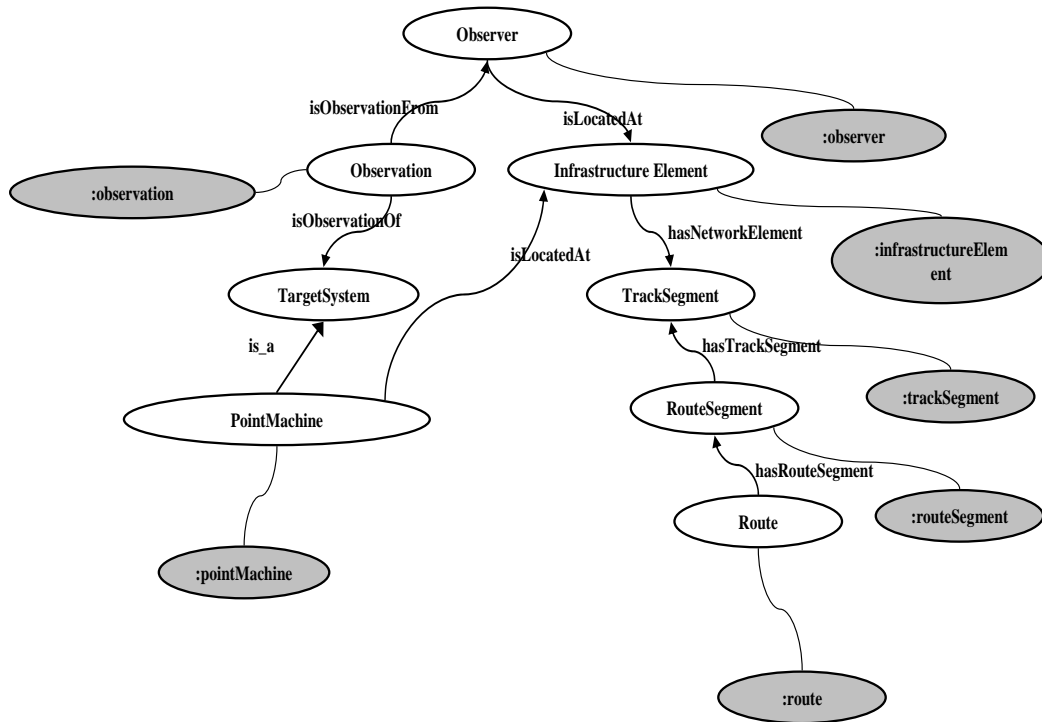 Observer
isObservationFrom
isLocatedAt
:observer
Observation
Infrastructure Element
:observation
isObservationOf
hasNetworkElement
isLocatedAt
:infrastructureElem
ent
TargetSystem
TrackSegment
is_a
hasTrackSegment
:trackSegment
PointMachine
RouteSegment
hasRouteSegment
Route
:routeSegment
:pointMachine
:route